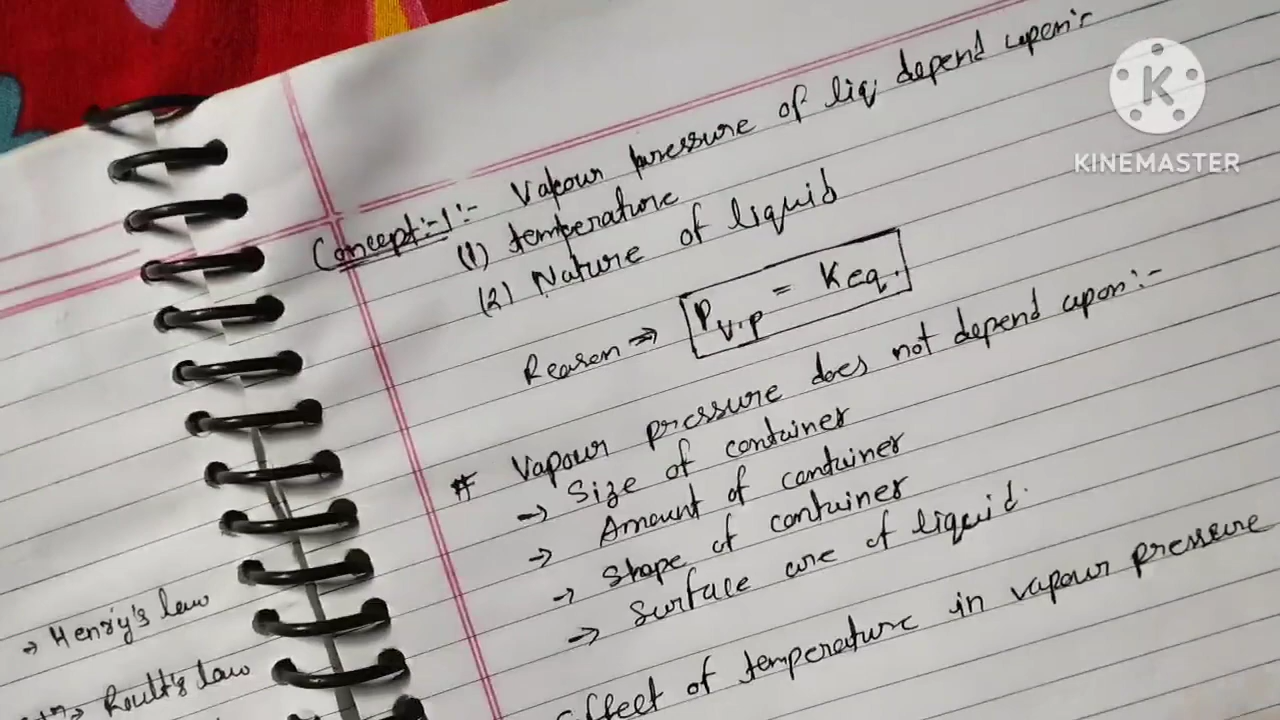 Concept:-1:- Vapour pressure of liq. depend upon:-
(1) temperature
(2) Nature of liquid
Reason => P v.p = Keq.
* Vapour pressure does not depend upon:-
-> Size of container
-> Amount of container
-> Shape of container
-> Surface are of liquid.
Effect of temperature in vapour pressure
-> Henry's law
-> Roult's law
K
KINEMASTER